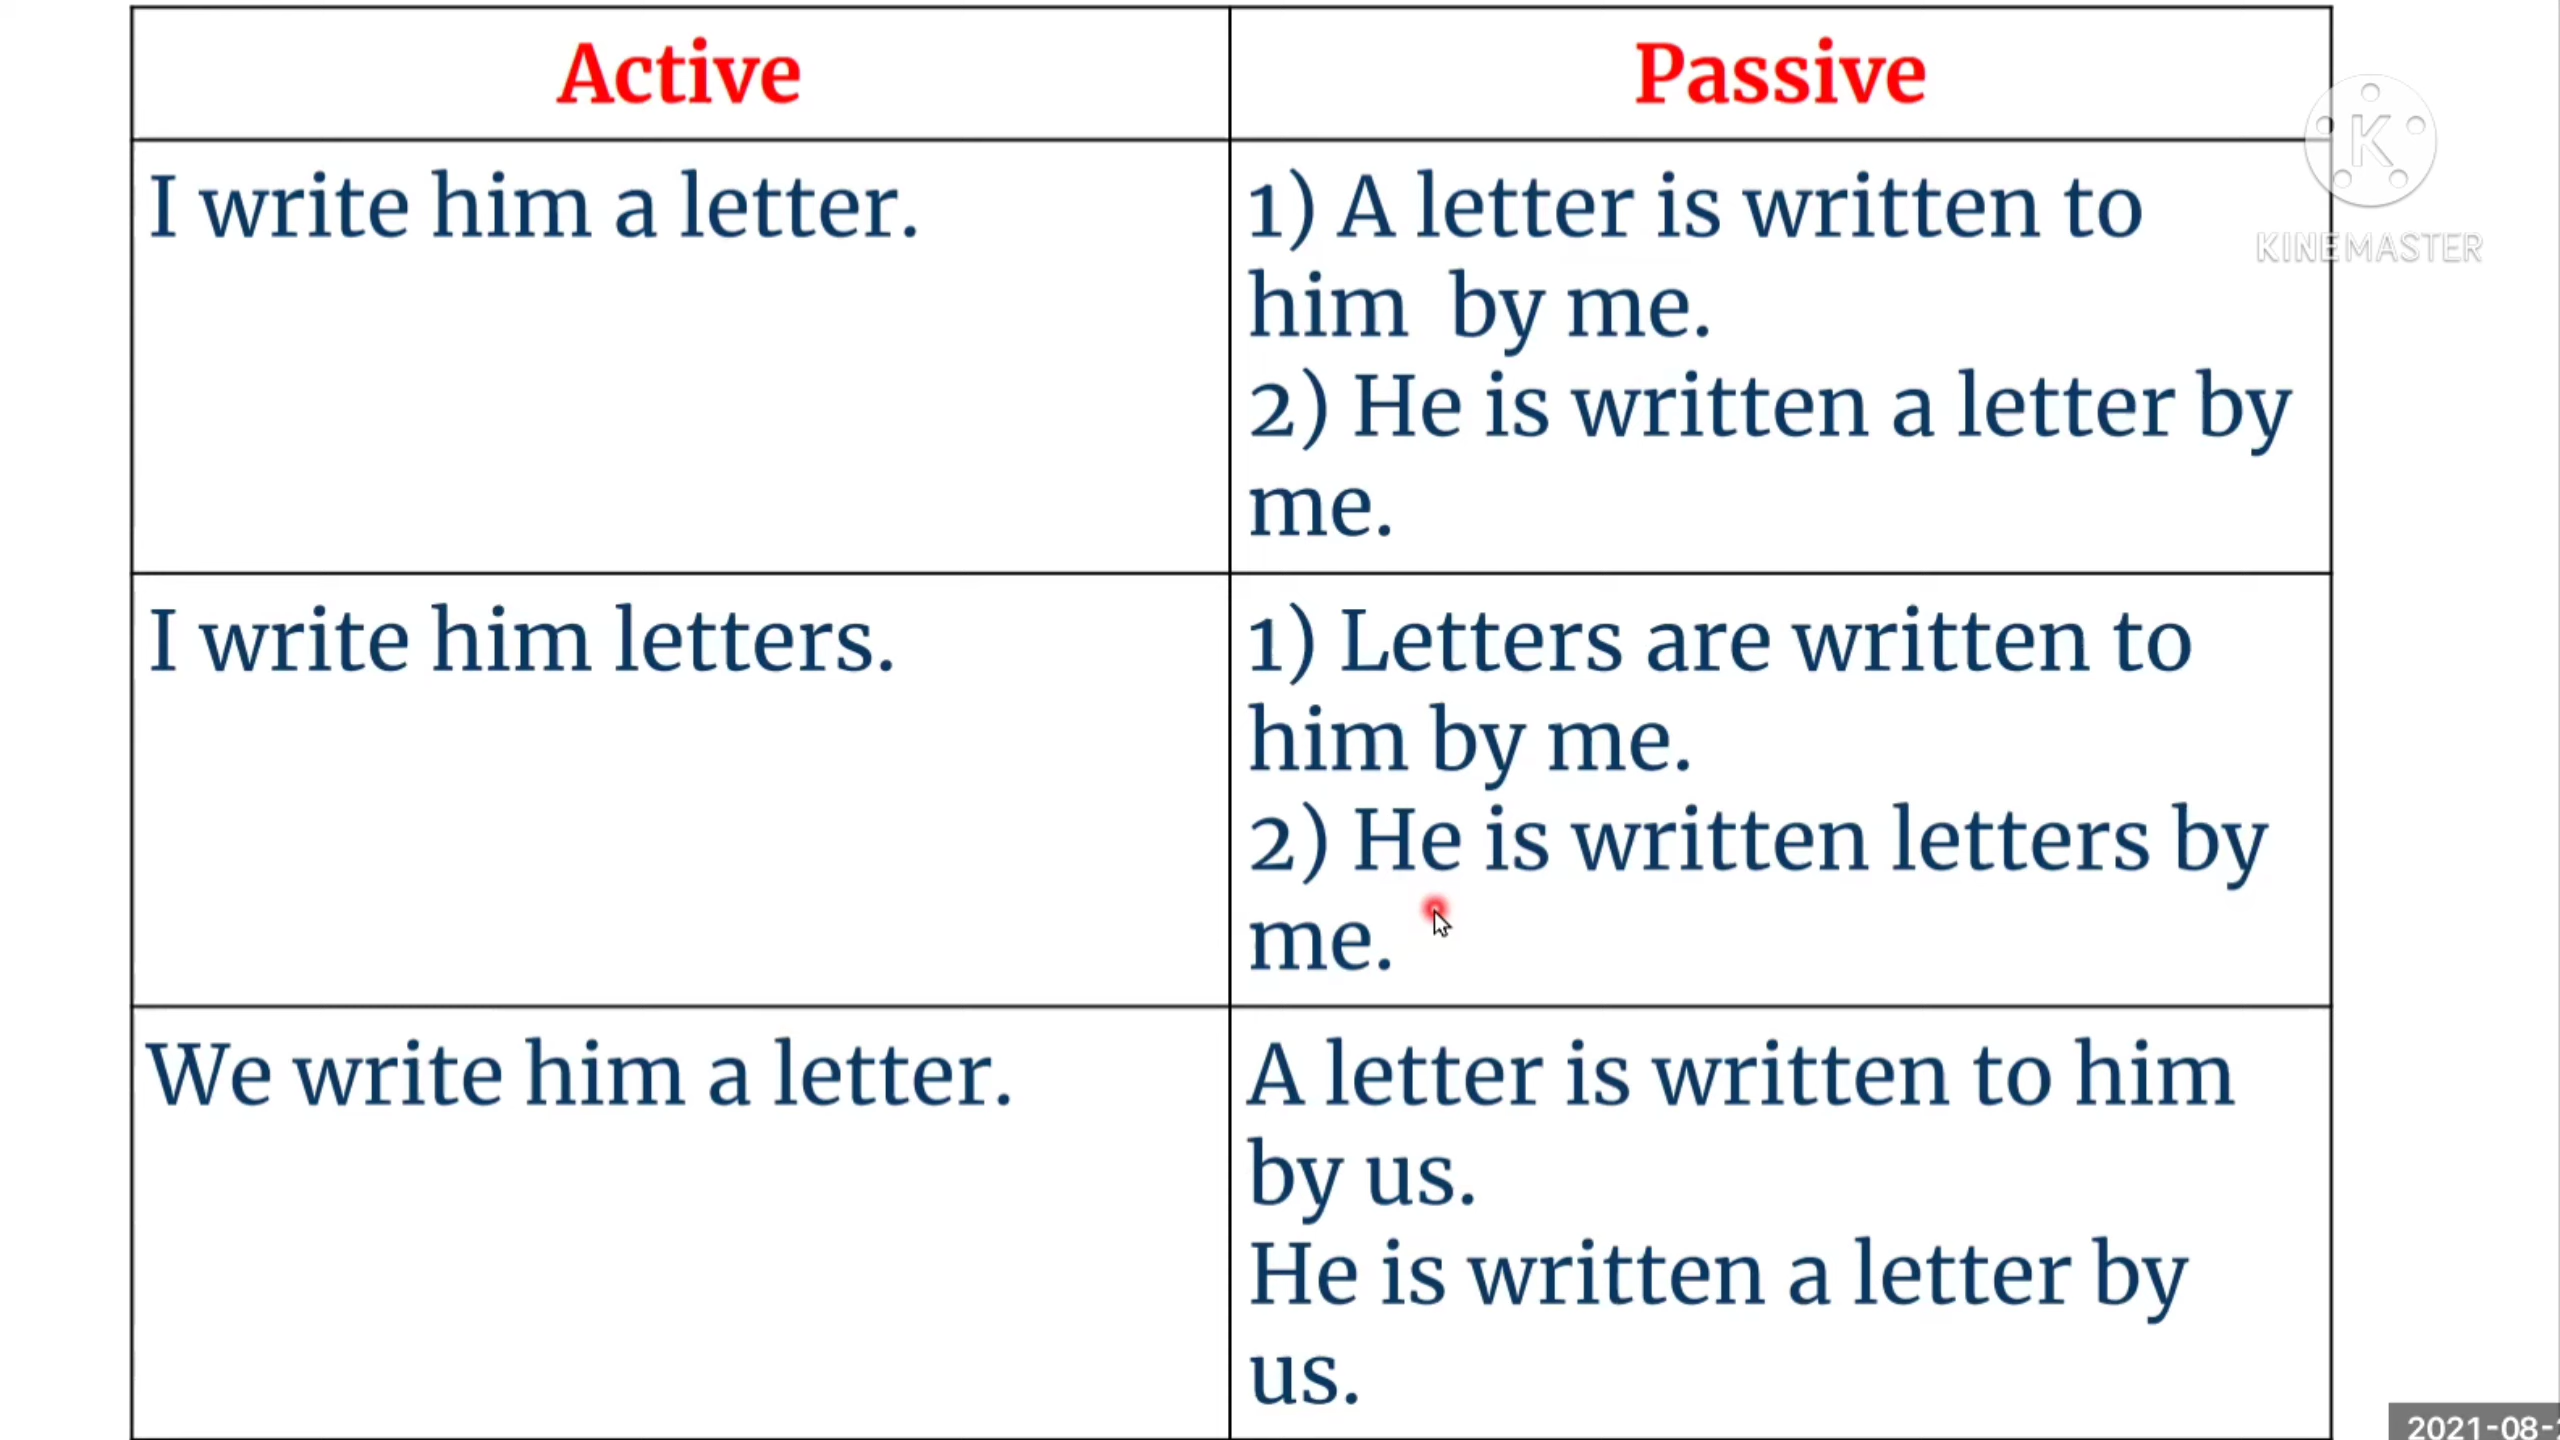 Active
Passive
I write him a letter.
1) A letter is written to
him by me.
2) He is written a letter by
me.
I write him letters.
1) Letters are written to
him by me.
2) He is written letters by
me.
We write him a letter.
A letter is written to him
by us.
He is written a letter by
us.
K
KINEMASTER
2021-08-